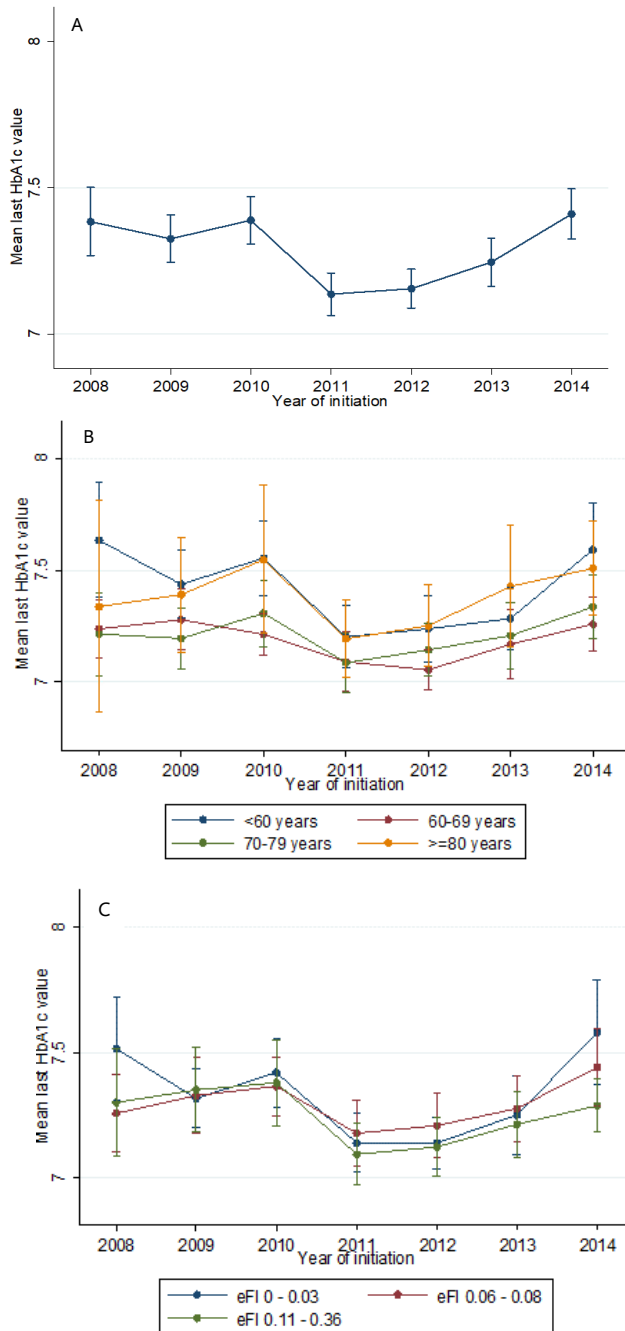 A
8
7.5
7
Mean last HbA1c value
2008 2009 2010 2011 2012 2013 2014
Year of initiation
B
8
7.5
7
Mean last HbA1c value
2008 2009 2010 2011 2012 2013 2014
Year of initiation
<60 years 60-69 years
70-79 years >=80 years
C
8
7.5
7
Mean last HbA1c value
2008 2009 2010 2011 2012 2013 2014
Year of initiation
eFI 0 - 0.03 eFI 0.06 - 0.08
eFI 0.11 - 0.36